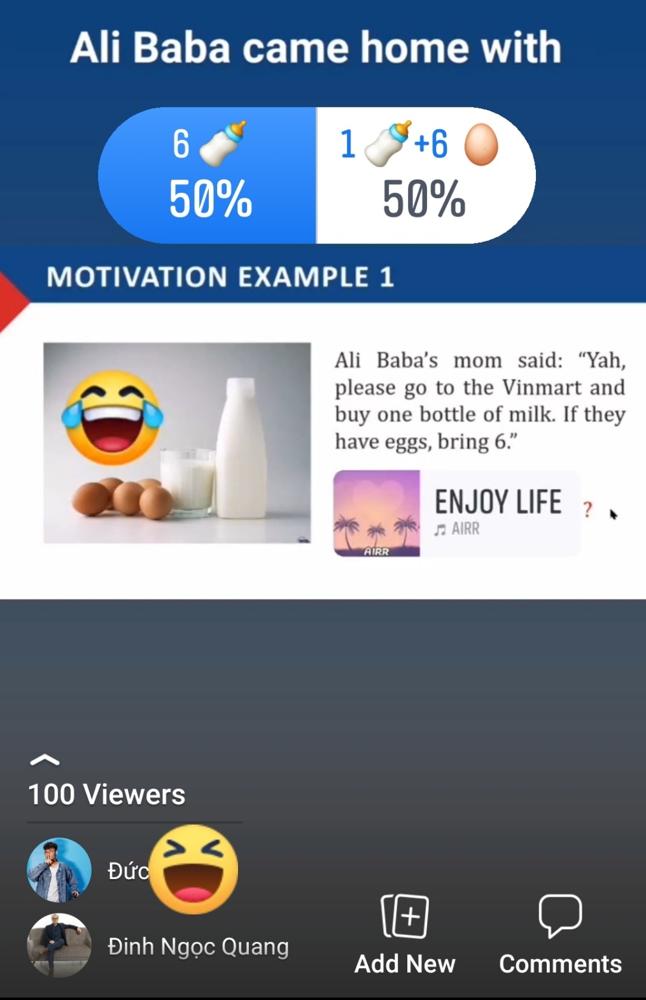 Ali Baba came home with
6
1 +6
50%
50%
MOTIVATION EXAMPLE 1
Ali Baba's mom said: “Yah,
please go to the Vinmart and
buy one bottle of milk. If they
have eggs, bring 6.”
ENJOY LIFE
?
AIRR
AIRR
100 Viewers
Đức
Đinh Ngọc Quang
Add New
Comments